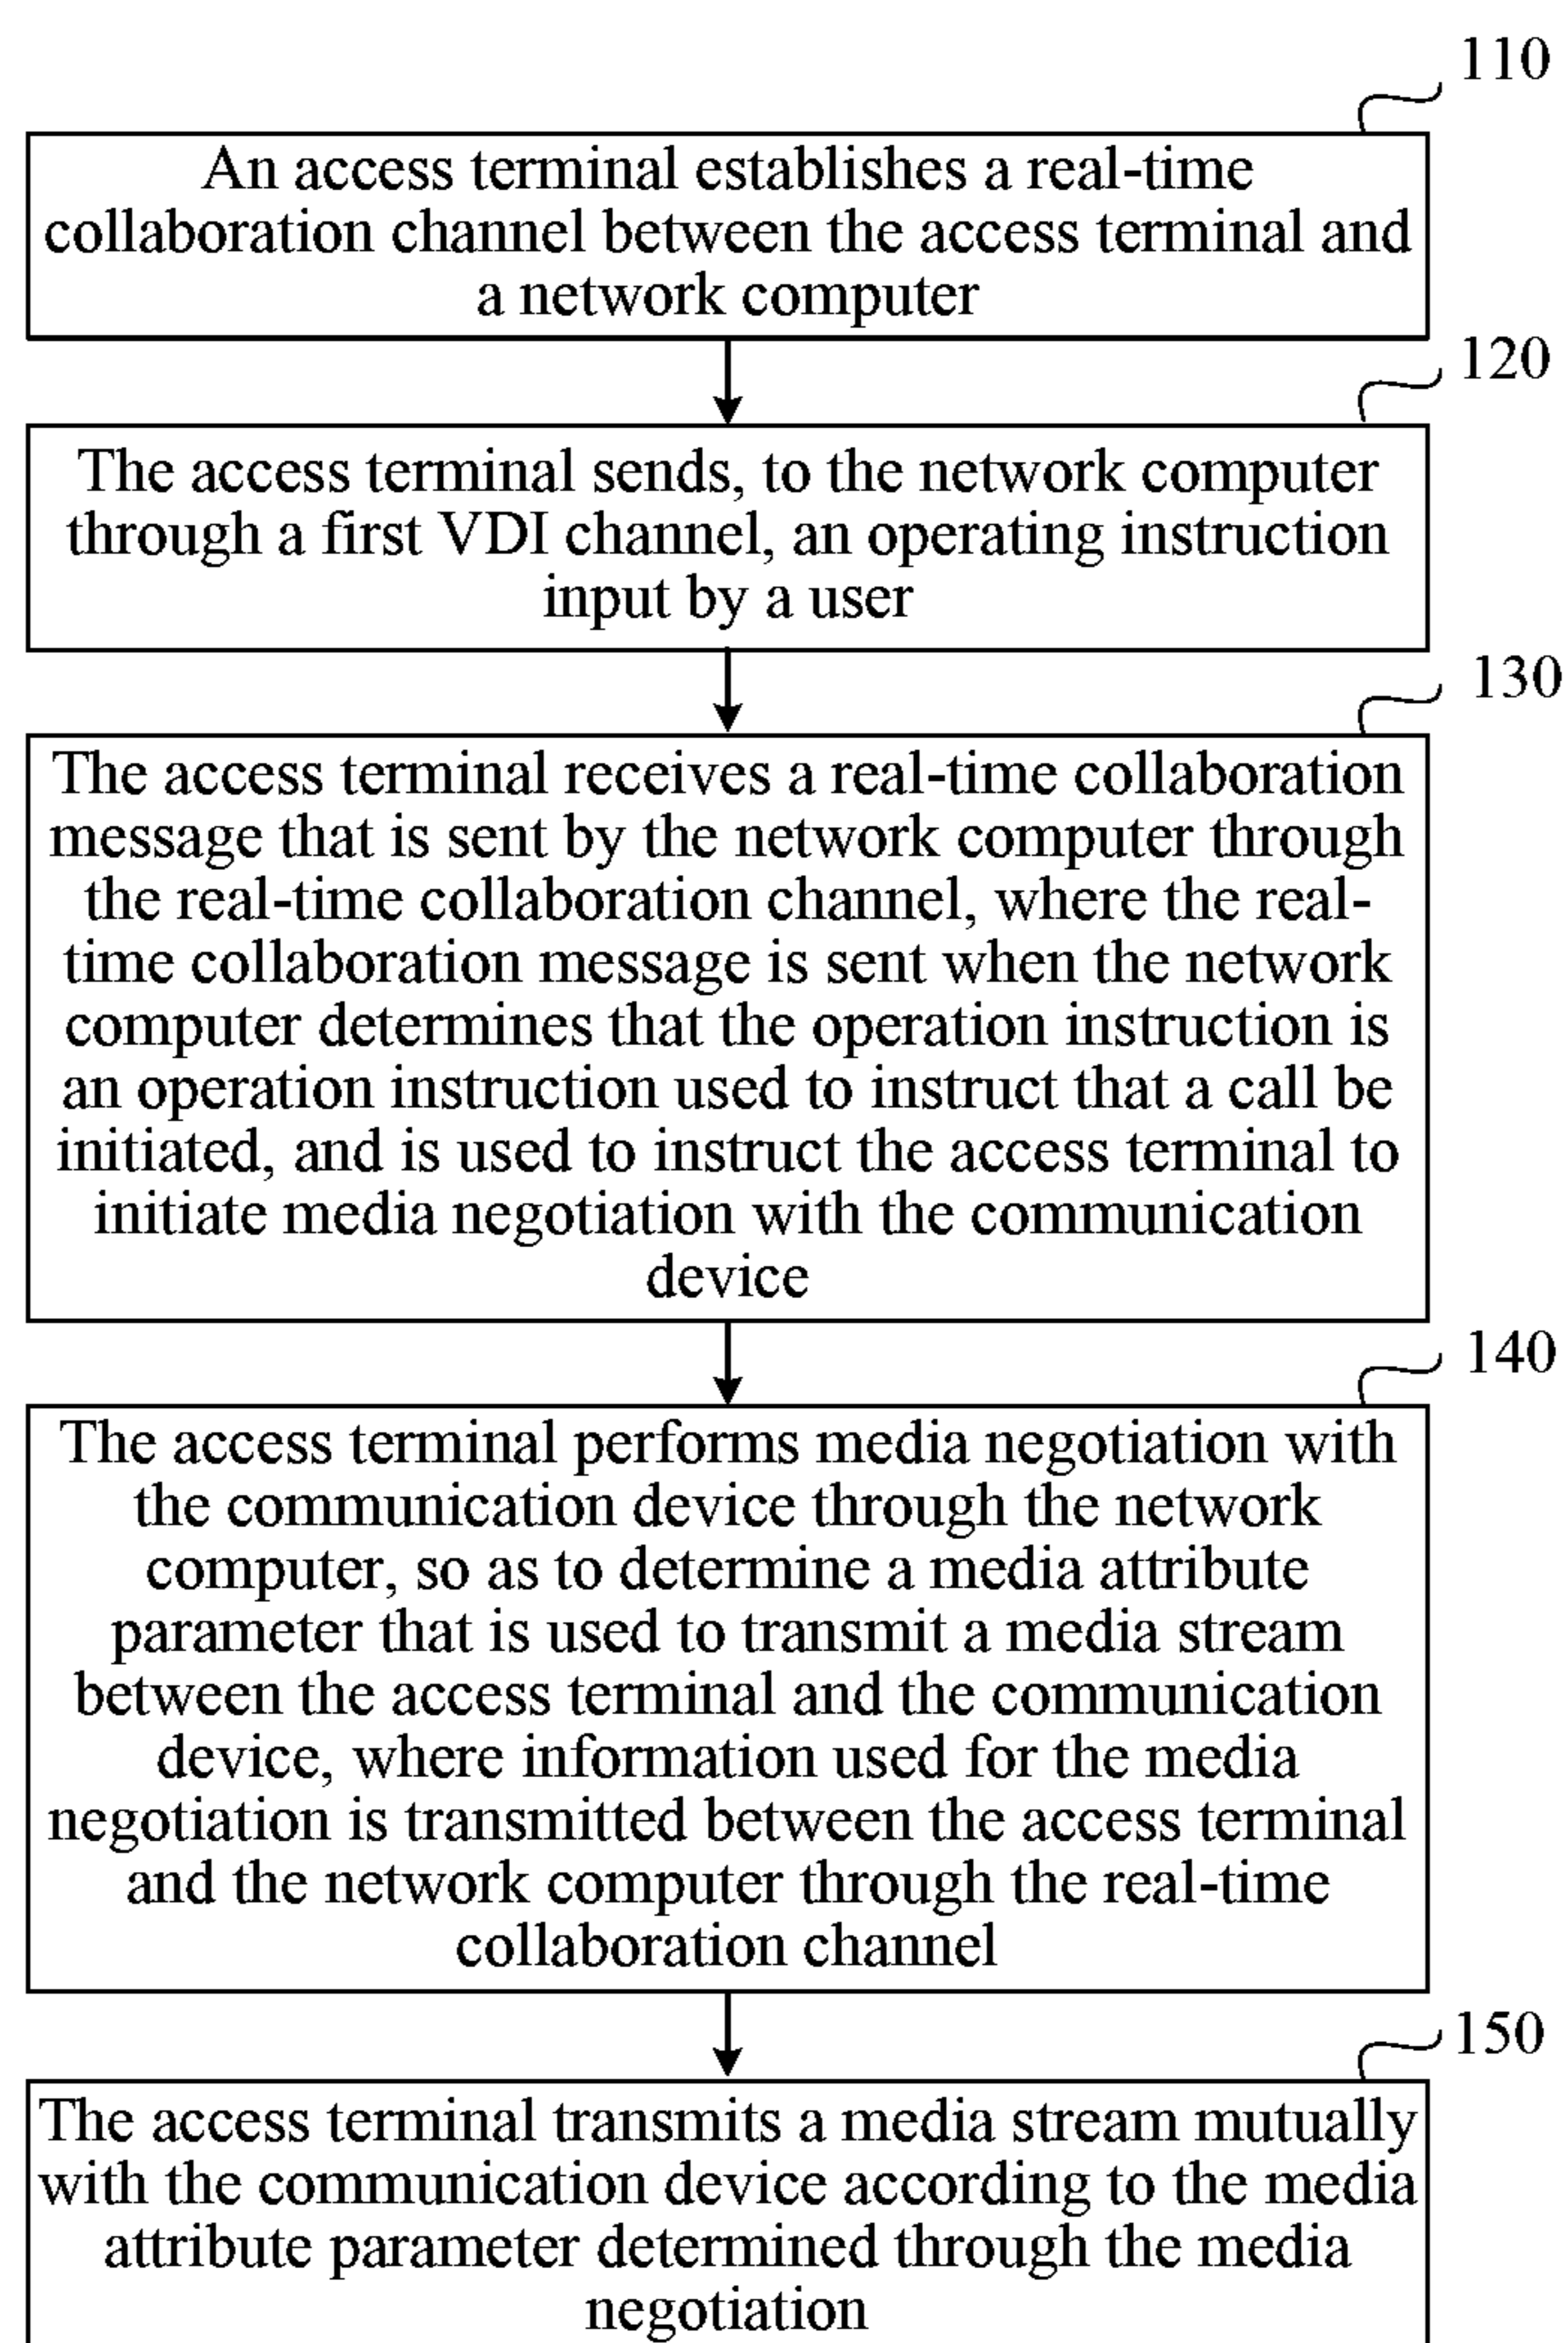 110
An access terminal establishes a real-time
collaboration channel between the access terminal and
a network computer
120
The access terminal sends, to the network computer
through a first VDI channel, an operating instruction
input by a user
130
The access terminal receives a real-time collaboration
message that is sent by the network computer through
the real-time collaboration channel, where the real-
time collaboration message is sent when the network
computer determines that the operation instruction is
an operation instruction used to instruct that a call be
initiated, and is used to instruct the access terminal to
initiate media negotiation with the communication
device
140
The access terminal performs media negotiation with
the communication device through the network
computer, so as to determine a media attribute
parameter that is used to transmit a media stream
between the access terminal and the communication
device, where information used for the media
negotiation is transmitted between the access terminal
and the network computer through the real-time
collaboration channel
150
The access terminal transmits a media stream mutually
with the communication device according to the media
attribute parameter determined through the media
negotiation